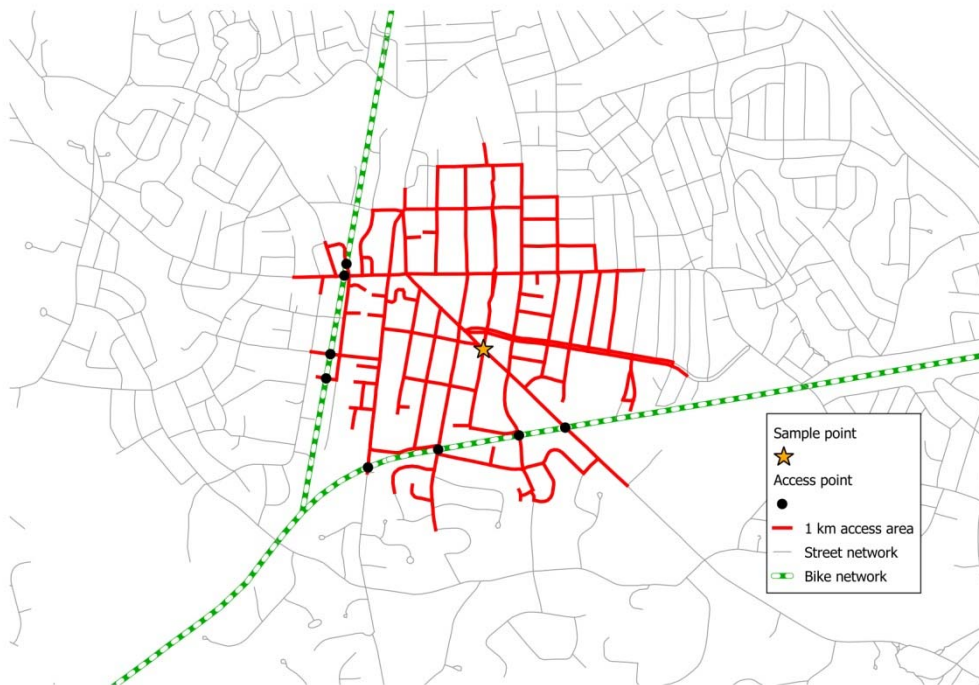 Sample point
Access point
1 km access area
Street network
Bike network